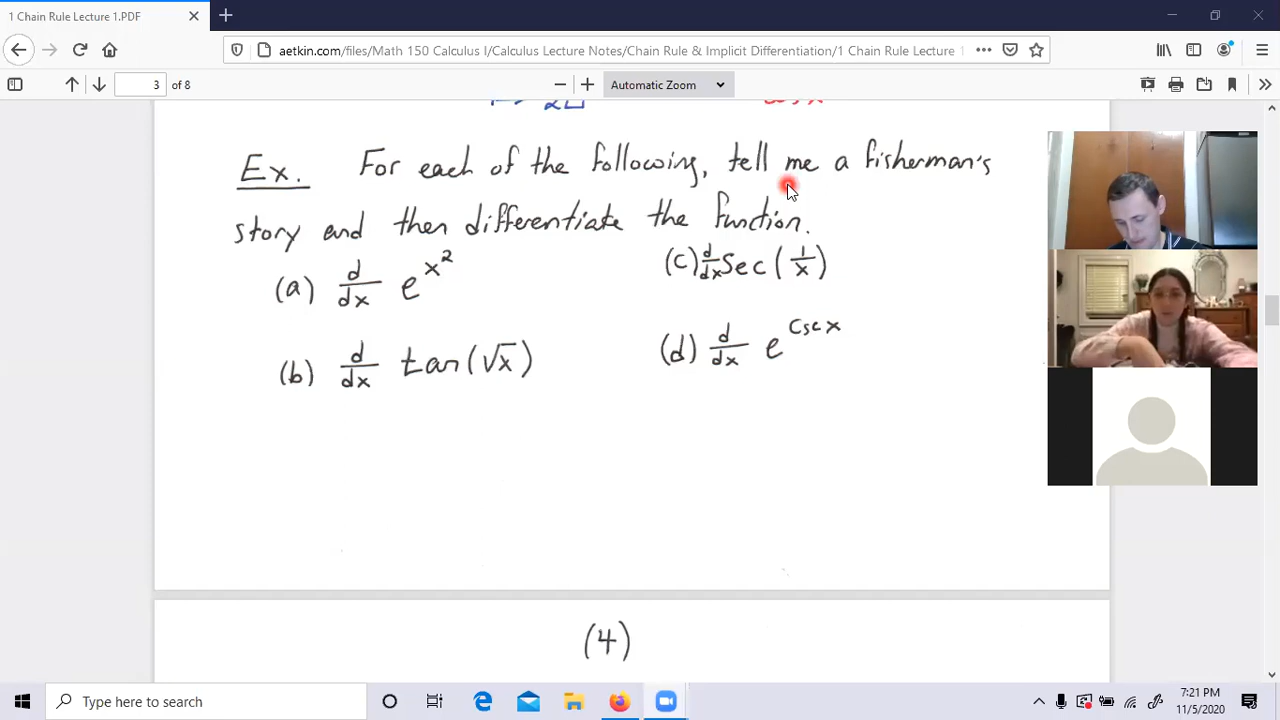 1 Chain Rule Lecture 1.PDF
aetkin.com/files/Math 150 Calculus I/Calculus Lecture Notes/Chain Rule & Implicit Differentiation/1 Chain Rule Lecture 1
3 of 8
Automatic Zoom
Ex. For each of the following, tell me a fisherman's
story and then differentiate the function.
(a) d/dx e^x^2
(c) d/dx Sec(1/x)
(b) d/dx tan(√x)
(d) d/dx e^csc x
(4)
Type here to search
7:21 PM
11/5/2020